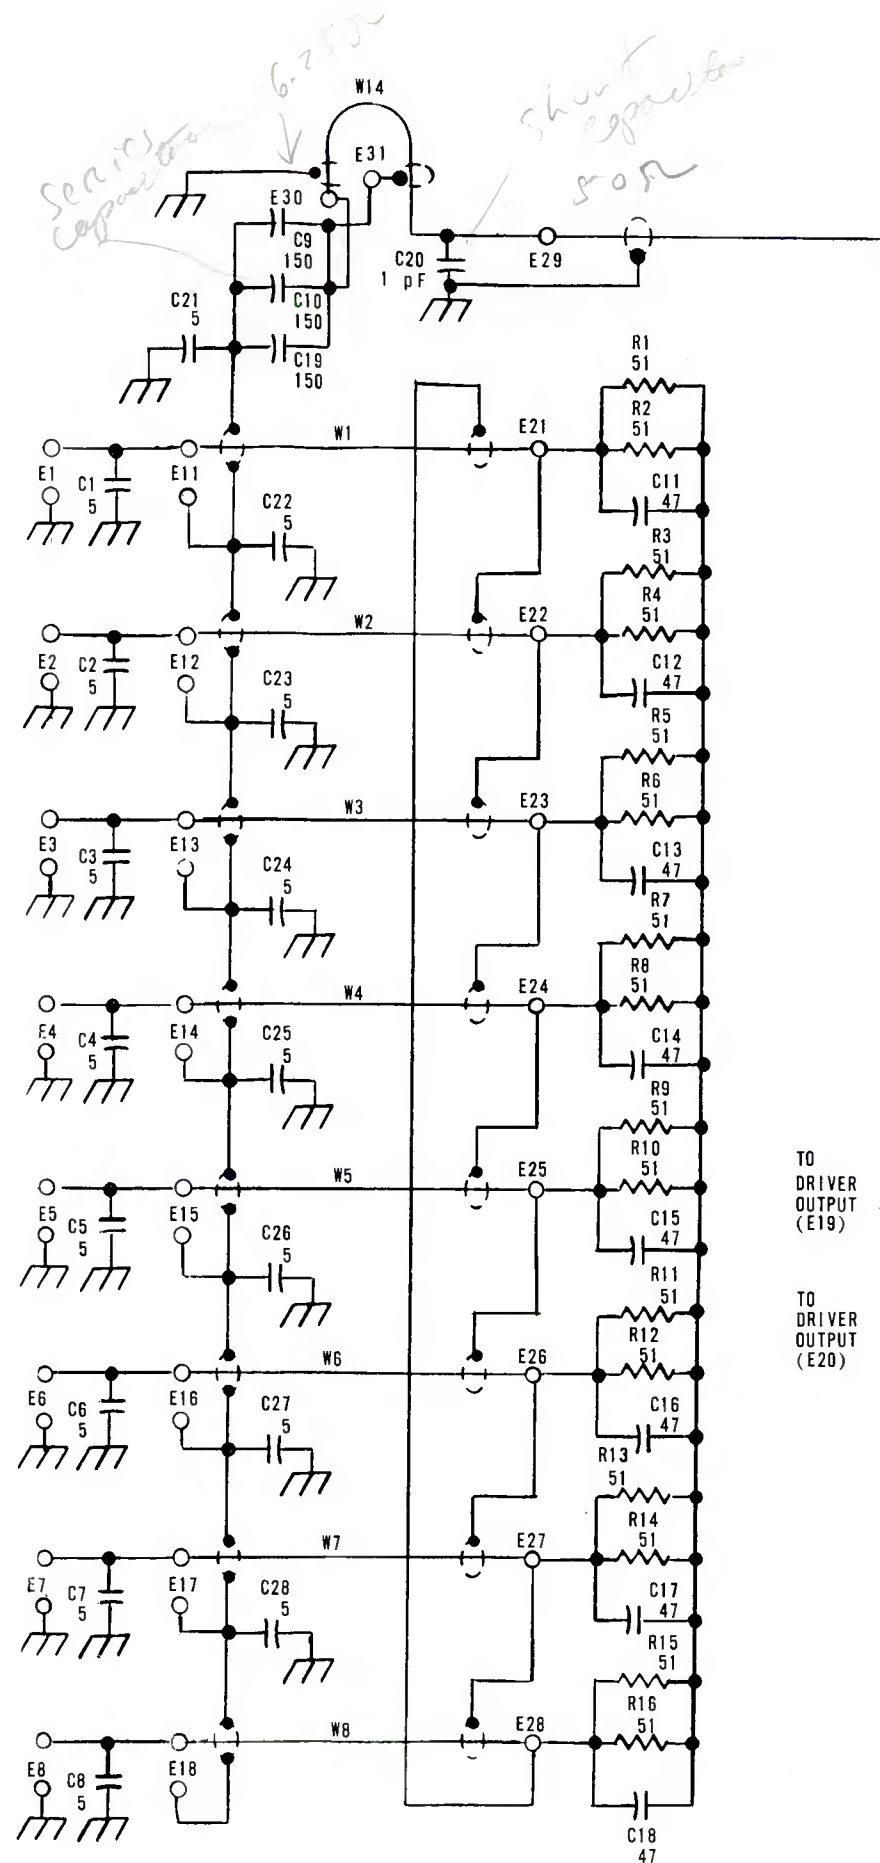 6.25Ω
Series
capacitor
shunt
capacitor
50Ω
W14
E31
E30
C9
150
C10
150
C19
150
C21
5
C20
1 pF
E29
R1
51
R2
51
C11
47
W1
E21
E1
C1
5
E11
C22
5
R3
51
R4
51
C12
47
W2
E22
E2
C2
5
E12
C23
5
R5
51
R6
51
C13
47
W3
E23
E3
C3
5
E13
C24
5
R7
51
R8
51
C14
47
W4
E24
E4
C4
5
E14
C25
5
R9
51
R10
51
C15
47
W5
E25
E5
C5
5
E15
C26
5
R11
51
R12
51
C16
47
W6
E26
E6
C6
5
E16
C27
5
R13
51
R14
51
C17
47
W7
E27
E7
C7
5
E17
C28
5
R15
51
R16
51
C18
47
W8
E28
E8
C8
5
E18
TO
DRIVER
OUTPUT
(E19)
TO
DRIVER
OUTPUT
(E20)